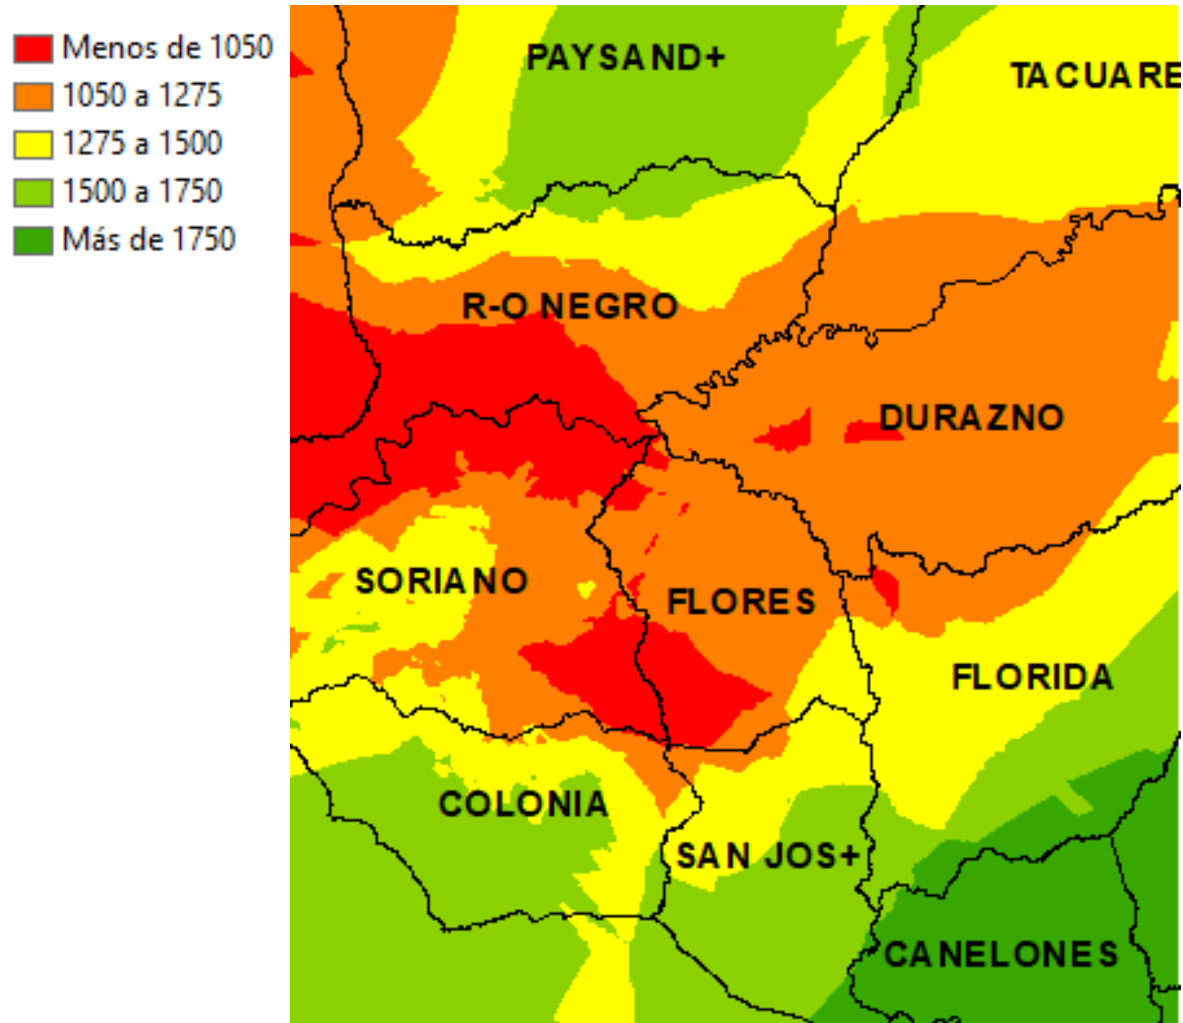 Menos de 1050
1050 a 1275
1275 a 1500
1500 a 1750
Más de 1750
PAYSAND+
TACUARE
R-O NEGRO
DURAZNO
SORIANO
FLORES
FLORIDA
COLONIA
SAN JOS+
CANELONES